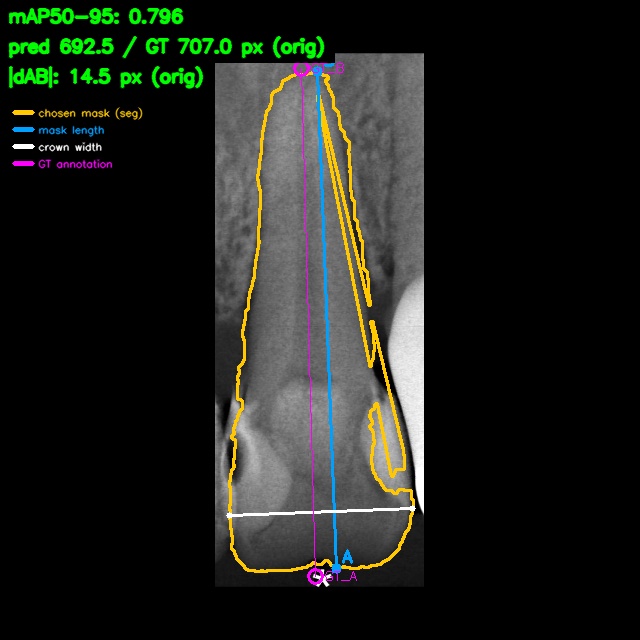 mAP50-95: 0.796
pred 692.5 / GT 707.0 px (orig)
|dAB|: 14.5 px (orig)
chosen mask (seg)
mask length
crown width
GT annotation
A
GT_A